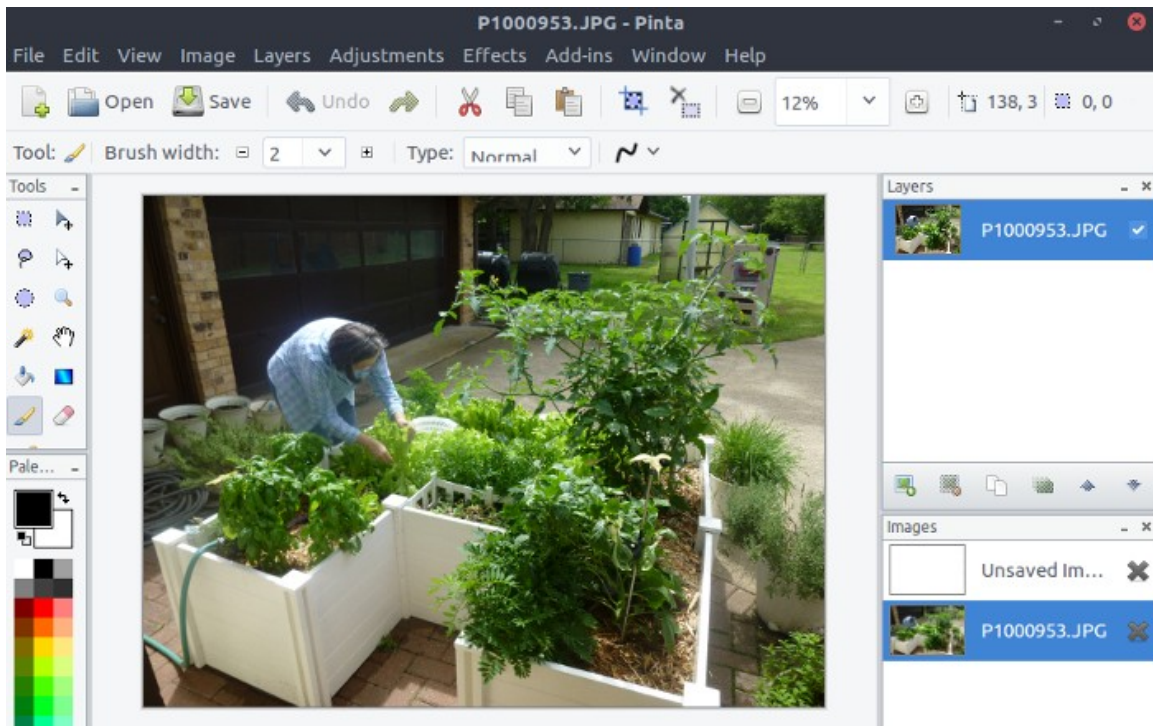 P1000953.JPG - Pinta
File Edit View Image Layers Adjustments Effects Add-ins Window Help
Open Save Undo 12% 138, 3 0, 0
Tool: Brush width: 2 Type: Normal
Tools
Layers
P1000953.JPG
Pale...
Images
Unsaved Im...
P1000953.JPG